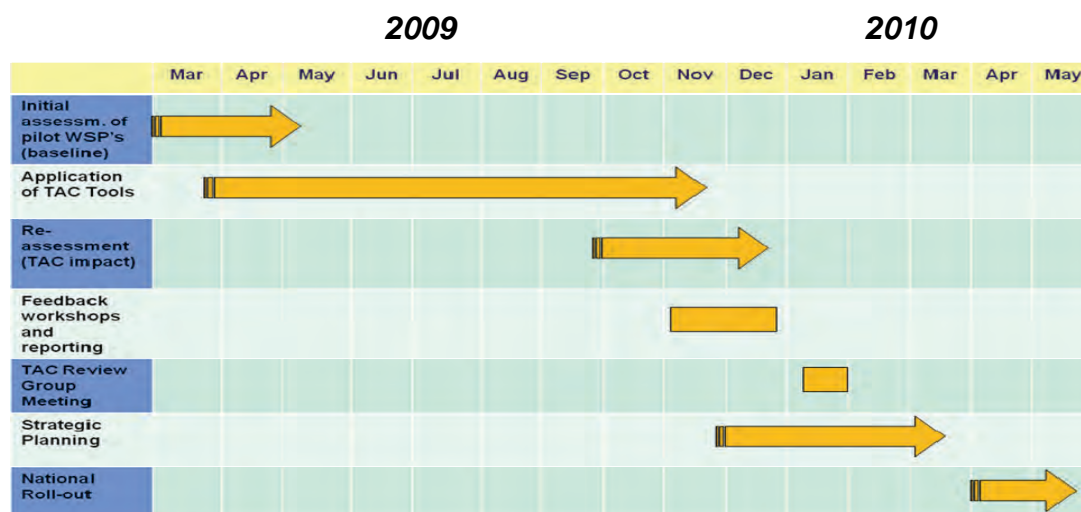 2009 2010
Mar Apr May Jun Jul Aug Sep Oct Nov Dec Jan Feb Mar Apr May
Initial
assessm. of
pilot WSP's
(baseline)
Application
of TAC Tools
Re-
assessment
(TAC impact)
Feedback
workshops
and
reporting
TAC Review
Group
Meeting
Strategic
Planning
National
Roll-out